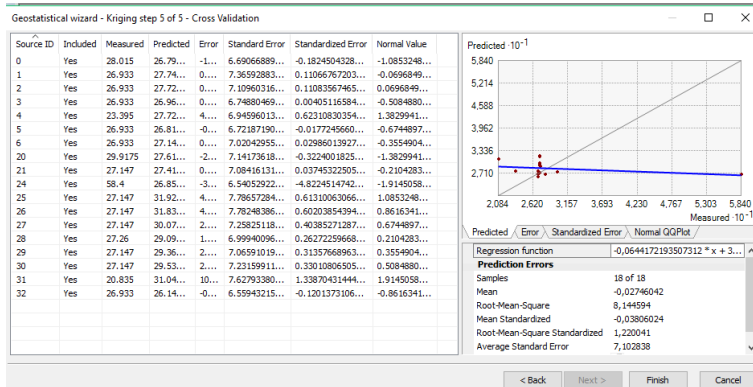 Geostatistical wizard - Kriging step 5 of 5 - Cross Validation
Source ID Included Measured Predicted Error Standard Error Standardized Error Normal Value
0 Yes 28.015 26.79... -1... 6.69066889... -0.1824504328... -1.0853248...
1 Yes 26.933 27.74... 0.... 7.36592883... 0.11066767203... -0.0696849...
2 Yes 26.933 27.72... 0.... 7.10960316... 0.11083567465... 0.0696849...
3 Yes 26.933 26.96... 0.... 6.74880469... 0.00405116584... -0.5084880...
4 Yes 23.395 27.72... 4.... 6.94596013... 0.62310830354... 1.3829941...
5 Yes 26.933 26.81... -0... 6.72187190... -0.0177245660... -0.6744897...
6 Yes 26.933 27.14... 0.... 7.02042955... 0.02986013927... -0.3554904...
20 Yes 29.9175 27.61... -2... 7.14173618... -0.3224001825... -1.3829941...
21 Yes 27.147 27.41... 0.... 7.08416131... 0.03745322505... -0.2104283...
24 Yes 58.4 26.85... -3... 6.54052922... -4.8224514742... -1.9145058...
25 Yes 27.147 31.92... 4.... 7.78657284... 0.61310063066... 1.0853248...
26 Yes 27.147 31.83... 4.... 7.78248386... 0.60203854394... 0.8616341...
27 Yes 27.147 30.07... 2.... 7.25825118... 0.40385271287... 0.6744897...
28 Yes 27.26 29.09... 1.... 6.99940096... 0.26272259668... 0.2104283...
29 Yes 27.147 29.36... 2.... 7.06591019... 0.31357668963... 0.3554904...
30 Yes 27.147 29.53... 2.... 7.23159911... 0.33010806505... 0.5084880...
31 Yes 20.835 31.04... 10... 7.62793380... 1.33870431444... 1.9145058...
32 Yes 26.933 26.14... -0... 6.55943215... -0.1201373106... -0.8616341...
Predicted ·10⁻¹
5,840
5,214
4,588
3,962
3,336
2,710
2,084 2,620 3,157 3,693 4,230 4,767 5,303 5,840
Measured ·10⁻¹
Predicted Error Standardized Error Normal QQPlot
Regression function -0,0644172193507312 * x + 3...
Prediction Errors
Samples 18 of 18
Mean -0,02746042
Root-Mean-Square 8,144594
Mean Standardized -0,03806024
Root-Mean-Square Standardized 1,220041
Average Standard Error 7,102838
< Back Next > Finish Cancel